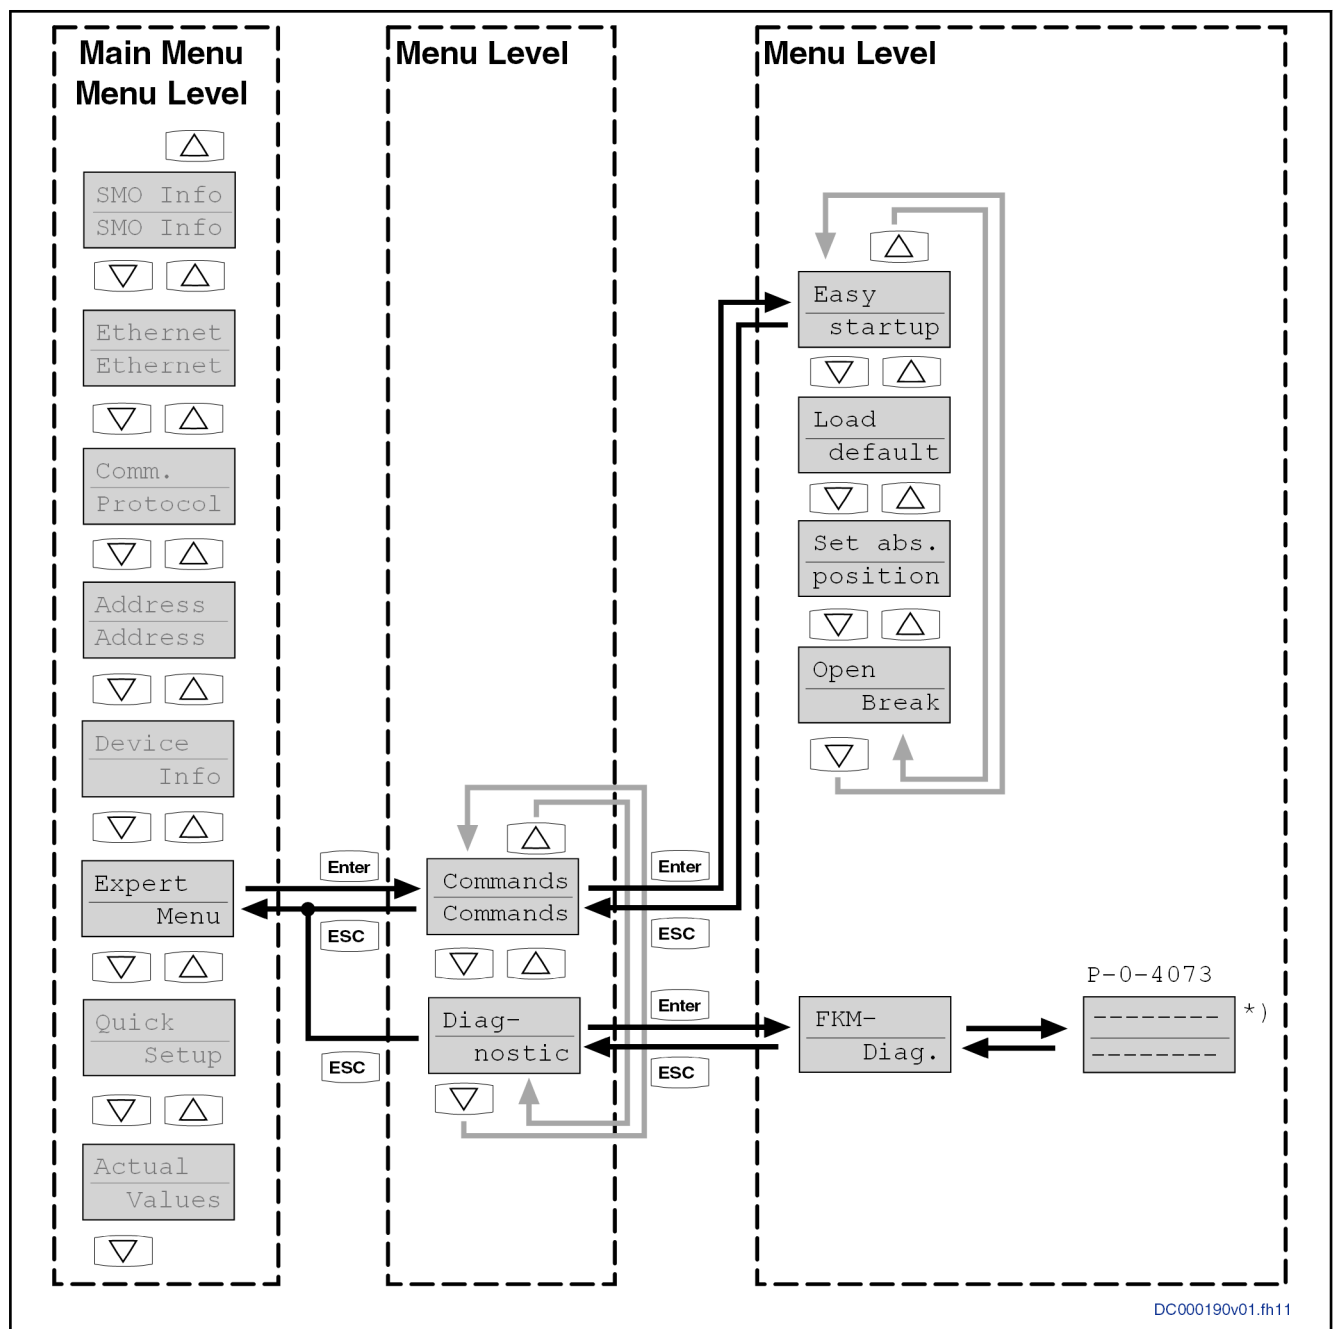 Main Menu
Menu Level
SMO Info
SMO Info
Ethernet
Ethernet
Comm.
Protocol
Address
Address
Device
Info
Expert
Menu
Quick
Setup
Actual
Values
Enter
ESC
ESC
Menu Level
Commands
Commands
Diag-
nostic
Enter
ESC
Enter
ESC
Menu Level
Easy
startup
Load
default
Set abs.
position
Open
Break
FKM-
Diag.
P-0-4073
--------
--------
*)
DC000190v01.fh11